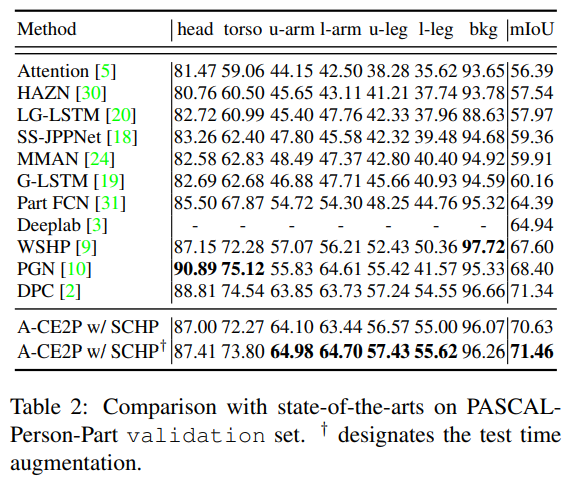 Method head torso u-arm l-arm u-leg l-leg bkg mIoU
Attention [5] 81.47 59.06 44.15 42.50 38.28 35.62 93.65 56.39
HAZN [30] 80.76 60.50 45.65 43.11 41.21 37.74 93.78 57.54
LG-LSTM [20] 82.72 60.99 45.40 47.76 42.33 37.96 88.63 57.97
SS-JPPNet [18] 83.26 62.40 47.80 45.58 42.32 39.48 94.68 59.36
MMAN [24] 82.58 62.83 48.49 47.37 42.80 40.40 94.92 59.91
G-LSTM [19] 82.69 62.68 46.88 47.71 45.66 40.93 94.59 60.16
Part FCN [31] 85.50 67.87 54.72 54.30 48.25 44.76 95.32 64.39
Deeplab [3] - - - - - - - 64.94
WSHP [9] 87.15 72.28 57.07 56.21 52.43 50.36 97.72 67.60
PGN [10] 90.89 75.12 55.83 64.61 55.42 41.57 95.33 68.40
DPC [2] 88.81 74.54 63.85 63.73 57.24 54.55 96.66 71.34
A-CE2P w/ SCHP 87.00 72.27 64.10 63.44 56.57 55.00 96.07 70.63
A-CE2P w/ SCHP† 87.41 73.80 64.98 64.70 57.43 55.62 96.26 71.46
Table 2: Comparison with state-of-the-arts on PASCAL-
Person-Part validation set. † designates the test time
augmentation.